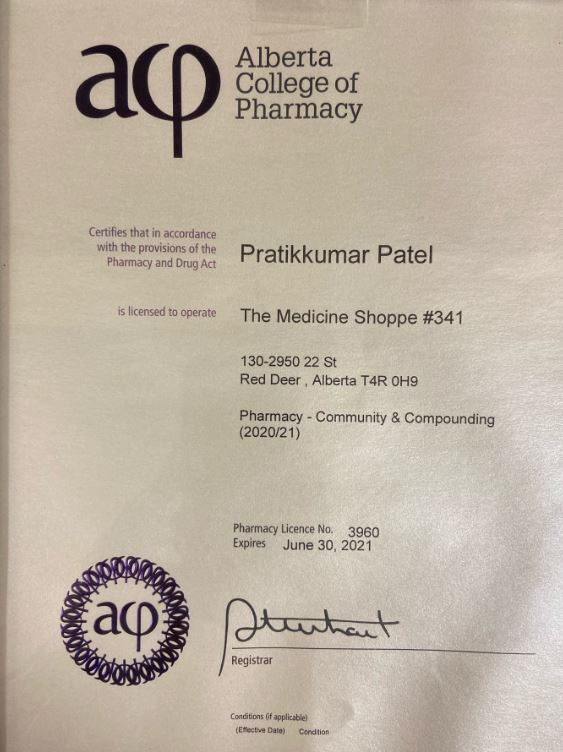 acp
Alberta
College of
Pharmacy
Certifies that in accordance
with the provisions of the
Pharmacy and Drug Act
Pratikkumar Patel
is licensed to operate
The Medicine Shoppe #341
130-2950 22 St
Red Deer , Alberta T4R 0H9
Pharmacy - Community & Compounding
(2020/21)
Pharmacy Licence No. 3960
Expires June 30, 2021
acp
Registrar
Conditions (if applicable)
(Effective Date) Condition